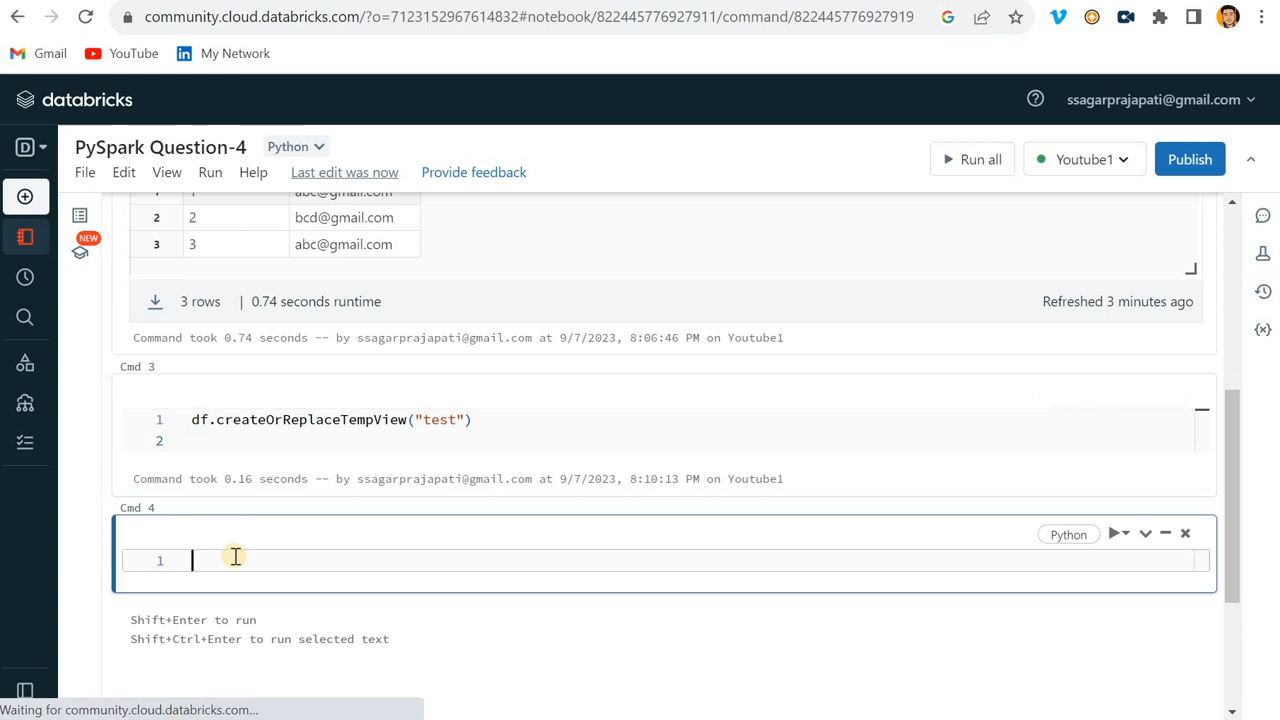 community.cloud.databricks.com/?o=7123152967614832#notebook/822445776927911/command/822445776927919
Gmail YouTube My Network
databricks
ssagarprajapati@gmail.com
D
PySpark Question-4 Python
Run all Youtube1 Publish
File Edit View Run Help Last edit was now Provide feedback
NEW
1 1 abc@gmail.com
2 2 bcd@gmail.com
3 3 abc@gmail.com
3 rows | 0.74 seconds runtime Refreshed 3 minutes ago
Command took 0.74 seconds -- by ssagarprajapati@gmail.com at 9/7/2023, 8:06:46 PM on Youtube1
Cmd 3
1 df.createOrReplaceTempView("test")
2
Command took 0.16 seconds -- by ssagarprajapati@gmail.com at 9/7/2023, 8:10:13 PM on Youtube1
Cmd 4
Python
1
Shift+Enter to run
Shift+Ctrl+Enter to run selected text
Waiting for community.cloud.databricks.com...